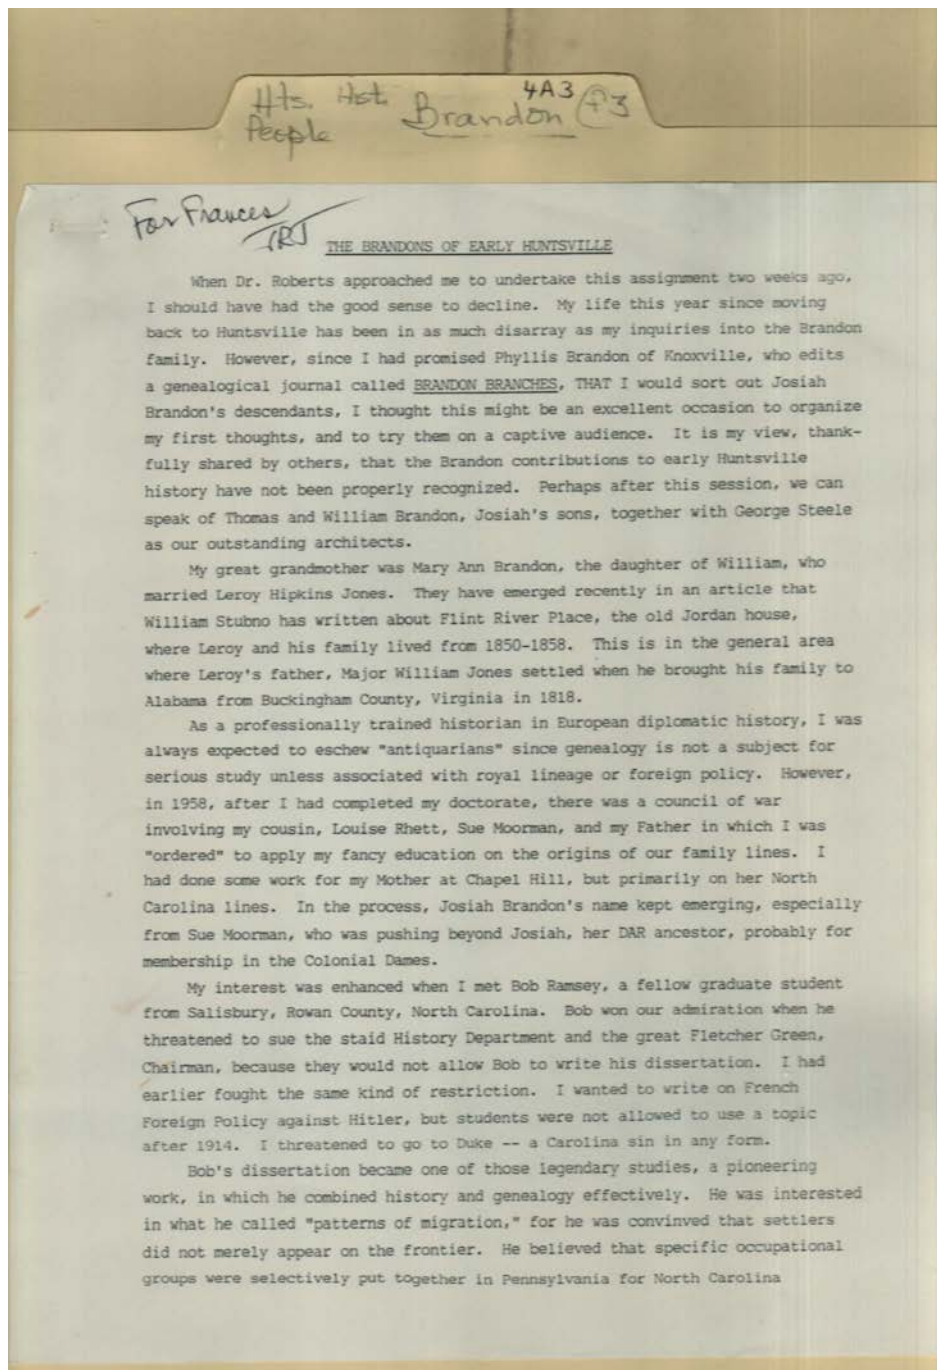 Hts. Hist. Brandon 4A3 f3
People
For Frances
TRJ
THE BRANDONS OF EARLY HUNTSVILLE
When Dr. Roberts approached me to undertake this assignment two weeks ago,
I should have had the good sense to decline. My life this year since moving
back to Huntsville has been in as much disarray as my inquiries into the Brandon
family. However, since I had promised Phyllis Brandon of Knoxville, who edits
a genealogical journal called BRANDON BRANCHES, THAT I would sort out Josiah
Brandon's descendants, I thought this might be an excellent occasion to organize
my first thoughts, and to try them on a captive audience. It is my view, thank-
fully shared by others, that the Brandon contributions to early Huntsville
history have not been properly recognized. Perhaps after this session, we can
speak of Thomas and William Brandon, Josiah's sons, together with George Steele
as our outstanding architects.
My great grandmother was Mary Ann Brandon, the daughter of William, who
married Leroy Hipkins Jones. They have emerged recently in an article that
William Stubno has written about Flint River Place, the old Jordan house,
where Leroy and his family lived from 1850-1858. This is in the general area
where Leroy's father, Major William Jones settled when he brought his family to
Alabama from Buckingham County, Virginia in 1818.
As a professionally trained historian in European diplomatic history, I was
always expected to eschew "antiquarians" since genealogy is not a subject for
serious study unless associated with royal lineage or foreign policy. However,
in 1958, after I had completed my doctorate, there was a council of war
involving my cousin, Louise Rhett, Sue Moorman, and my Father in which I was
"ordered" to apply my fancy education on the origins of our family lines. I
had done some work for my Mother at Chapel Hill, but primarily on her North
Carolina lines. In the process, Josiah Brandon's name kept emerging, especially
from Sue Moorman, who was pushing beyond Josiah, her DAR ancestor, probably for
membership in the Colonial Dames.
My interest was enhanced when I met Bob Ramsey, a fellow graduate student
from Salisbury, Rowan County, North Carolina. Bob won our admiration when he
threatened to sue the staid History Department and the great Fletcher Green,
Chairman, because they would not allow Bob to write his dissertation. I had
earlier fought the same kind of restriction. I wanted to write on French
Foreign Policy against Hitler, but students were not allowed to use a topic
after 1914. I threatened to go to Duke -- a Carolina sin in any form.
Bob's dissertation became one of those legendary studies, a pioneering
work, in which he combined history and genealogy effectively. He was interested
in what he called "patterns of migration," for he was convinved that settlers
did not merely appear on the frontier. He believed that specific occupational
groups were selectively put together in Pennsylvania for North Carolina